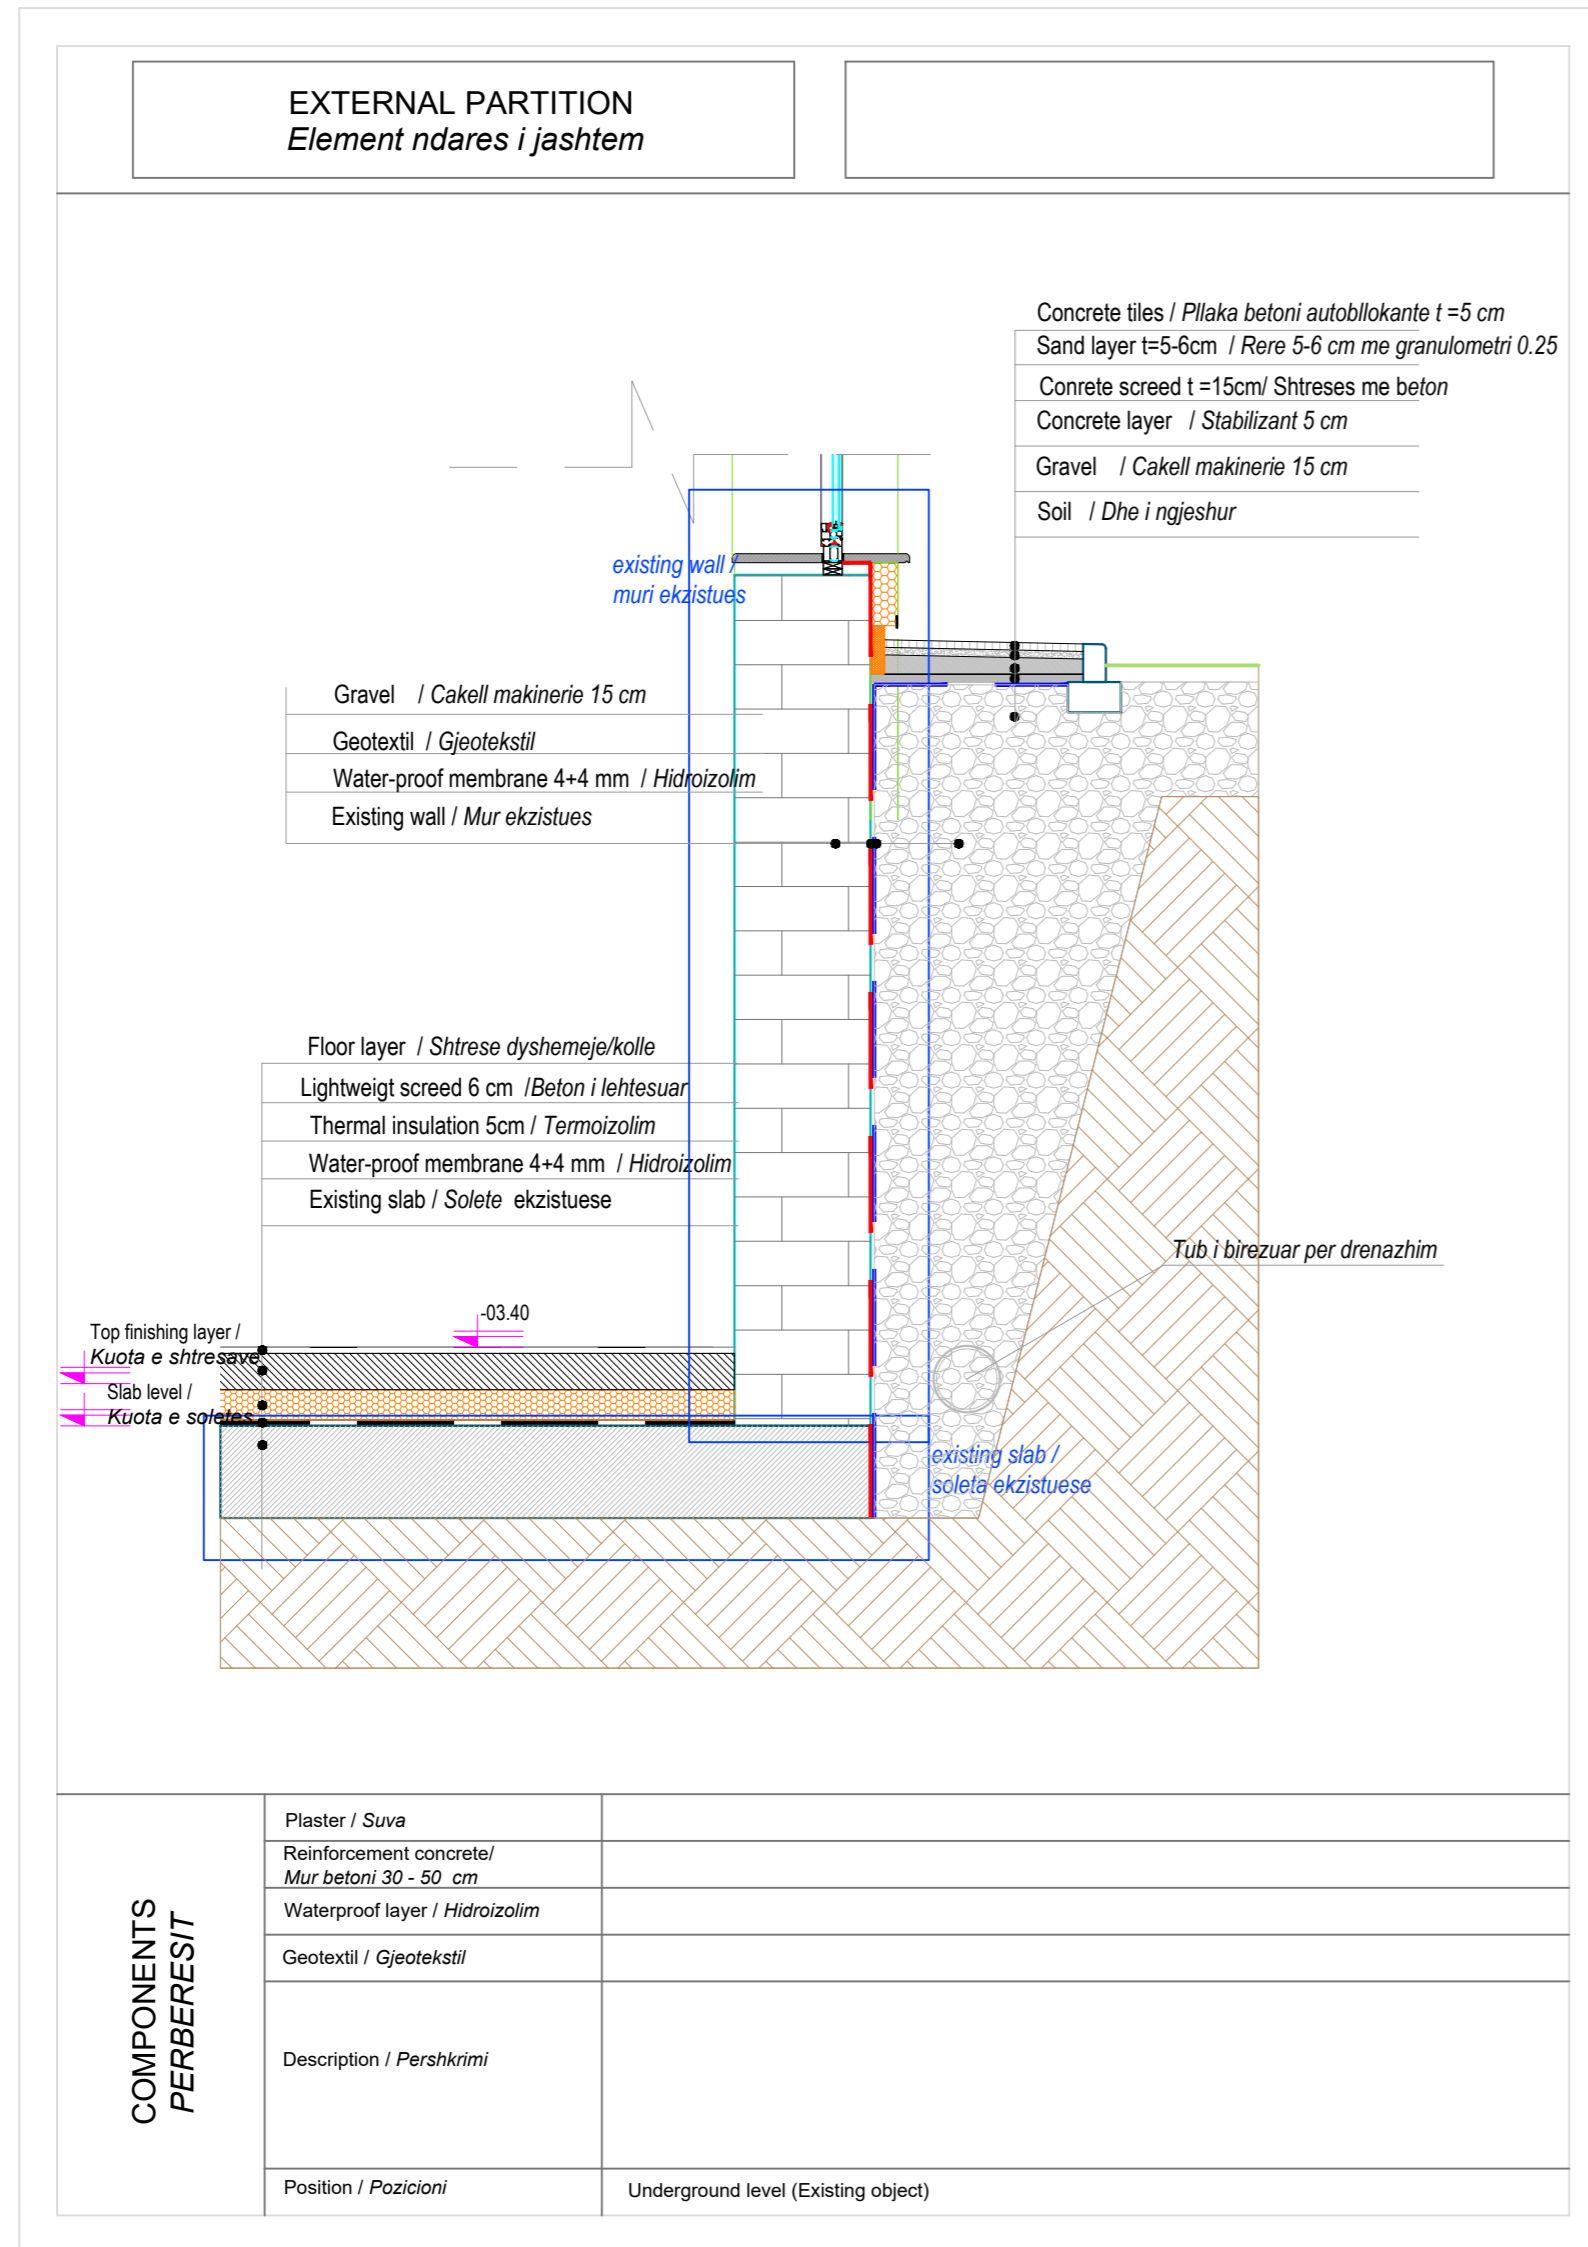 EXTERNAL PARTITION
Element ndares i jashtem
Concrete tiles / Pllaka betoni autobllokante t =5 cm
Sand layer t=5-6cm / Rere 5-6 cm me granulometri 0.25
Conrete screed t =15cm/ Shtreses me beton
Concrete layer / Stabilizant 5 cm
Gravel / Cakell makinerie 15 cm
Soil / Dhe i ngjeshur
existing wall /
muri ekzistues
Gravel / Cakell makinerie 15 cm
Geotextil / Gjeotekstil
Water-proof membrane 4+4 mm / Hidroizolim
Existing wall / Mur ekzistues
Floor layer / Shtrese dyshemeje/kolle
Lightweigt screed 6 cm /Beton i lehtesuar
Thermal insulation 5cm / Termoizolim
Water-proof membrane 4+4 mm / Hidroizolim
Existing slab / Solete ekzistuese
Tub i birezuar per drenazhim
-03.40
Top finishing layer /
Kuota e shtresave
Slab level /
Kuota e soletes
existing slab /
soleta ekzistuese
COMPONENTS
PERBERESIT
Plaster / Suva
Reinforcement concrete/
Mur betoni 30 - 50 cm
Waterproof layer / Hidroizolim
Geotextil / Gjeotekstil
Description / Pershkrimi
Position / Pozicioni
Underground level (Existing object)